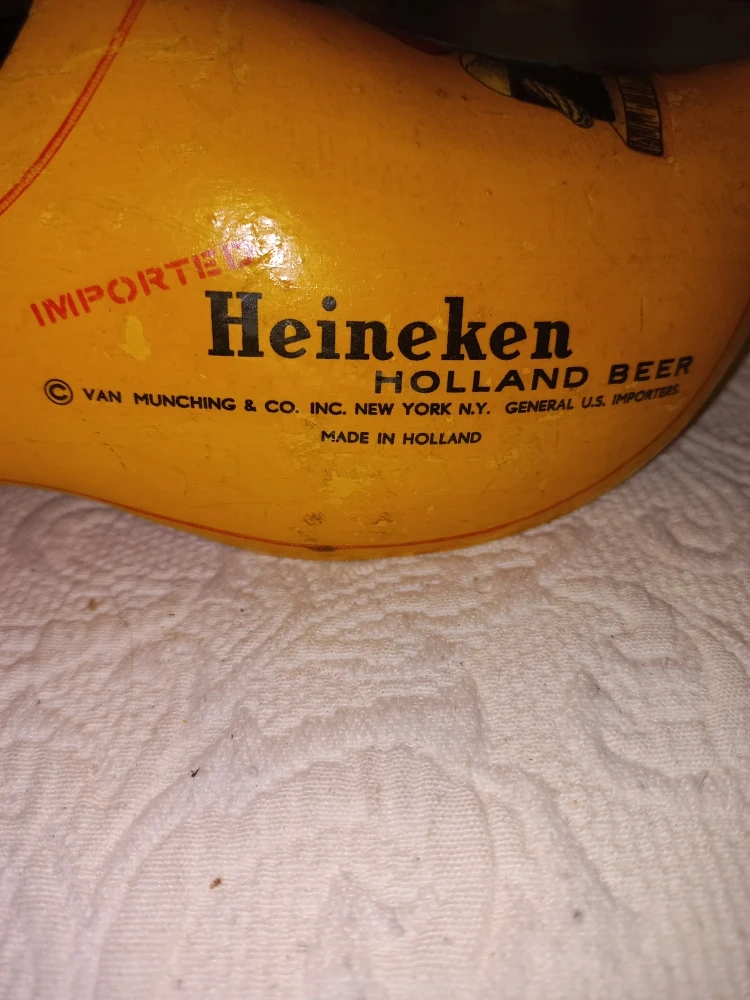 IMPORTED
Heineken
HOLLAND BEER
© VAN MUNCHING & CO. INC. NEW YORK N.Y. GENERAL U.S. IMPORTERS.
MADE IN HOLLAND